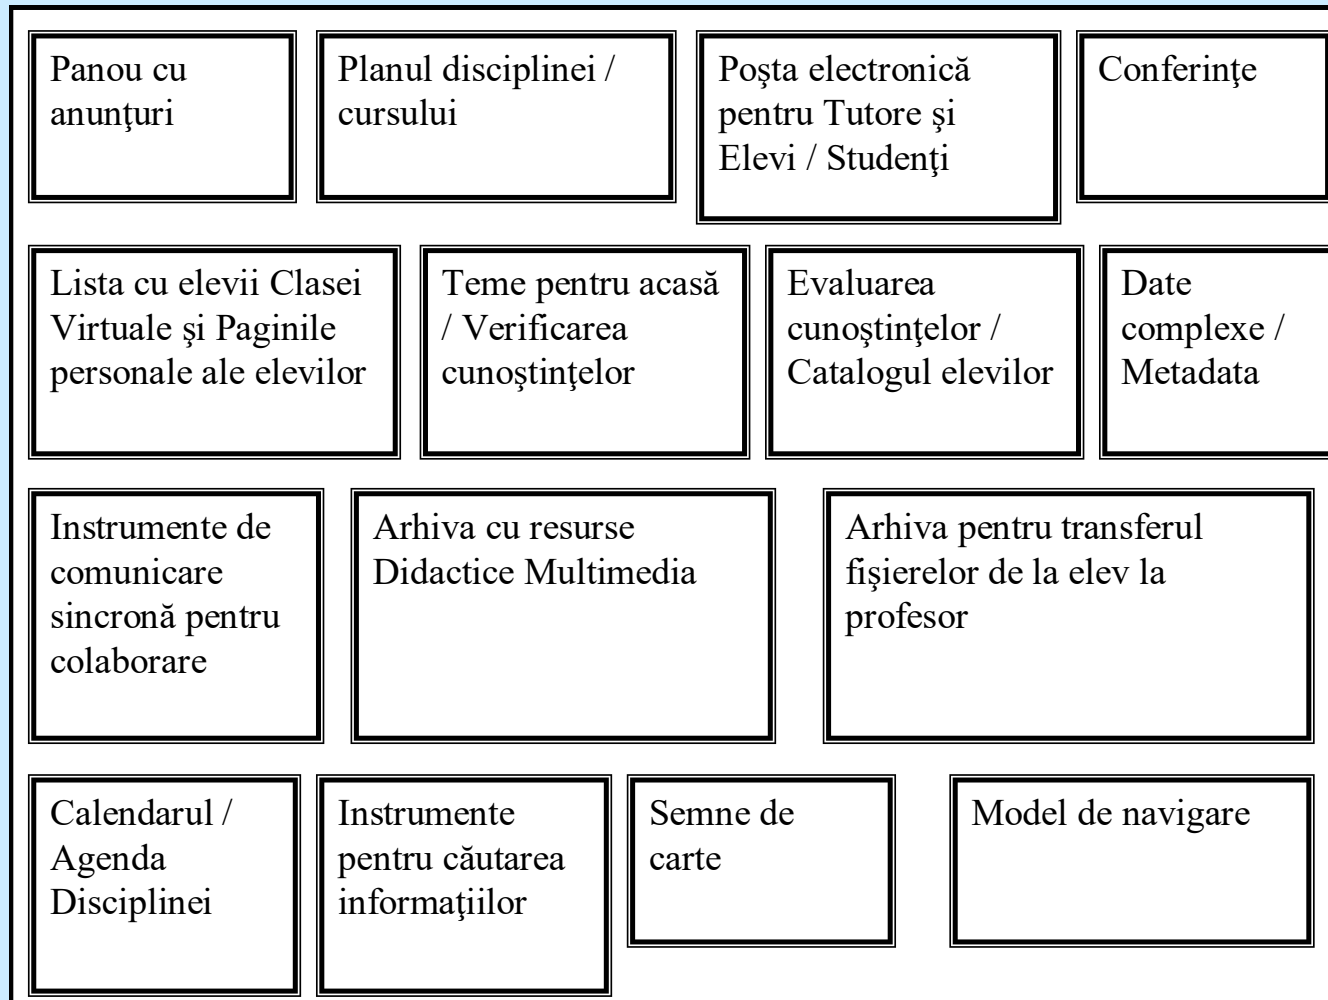 Panou cu
anunţuri
Planul disciplinei /
cursului
Poşta electronică
pentru Tutore şi
Elevi / Studenţi
Conferinţe
Lista cu elevii Clasei
Virtuale şi Paginile
personale ale elevilor
Teme pentru acasă
/ Verificarea
cunoştinţelor
Evaluarea
cunoştinţelor /
Catalogul elevilor
Date
complexe /
Metadata
Instrumente de
comunicare
sincronă pentru
colaborare
Arhiva cu resurse
Didactice Multimedia
Arhiva pentru transferul
fişierelor de la elev la
profesor
Calendarul /
Agenda
Disciplinei
Instrumente
pentru căutarea
informaţiilor
Semne de
carte
Model de navigare